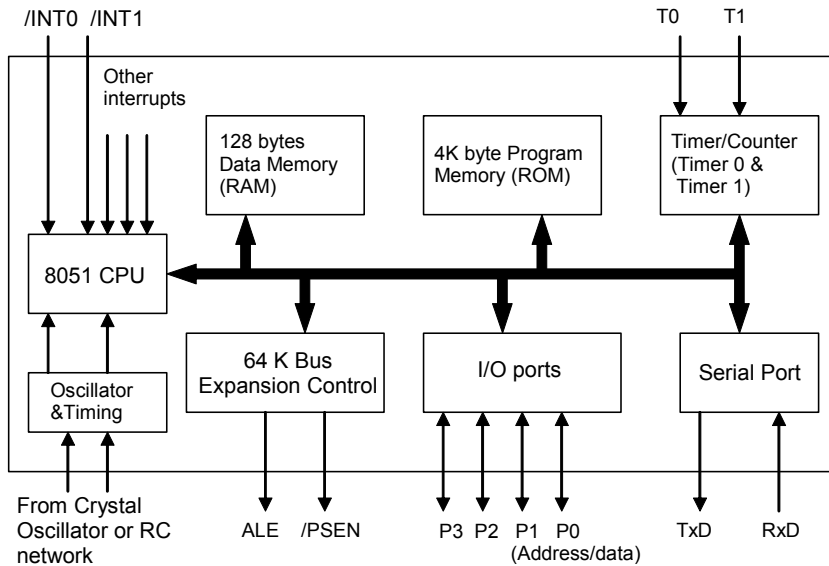 /INT0 /INT1
T0 T1
Other
interrupts
128 bytes
Data Memory
(RAM)
4K byte Program
Memory (ROM)
Timer/Counter
(Timer 0 &
Timer 1)
8051 CPU
64 K Bus
Expansion Control
I/O ports
Serial Port
Oscillator
&Timing
From Crystal
Oscillator or RC
network
ALE /PSEN
P3 P2 P1 P0
(Address/data)
TxD RxD